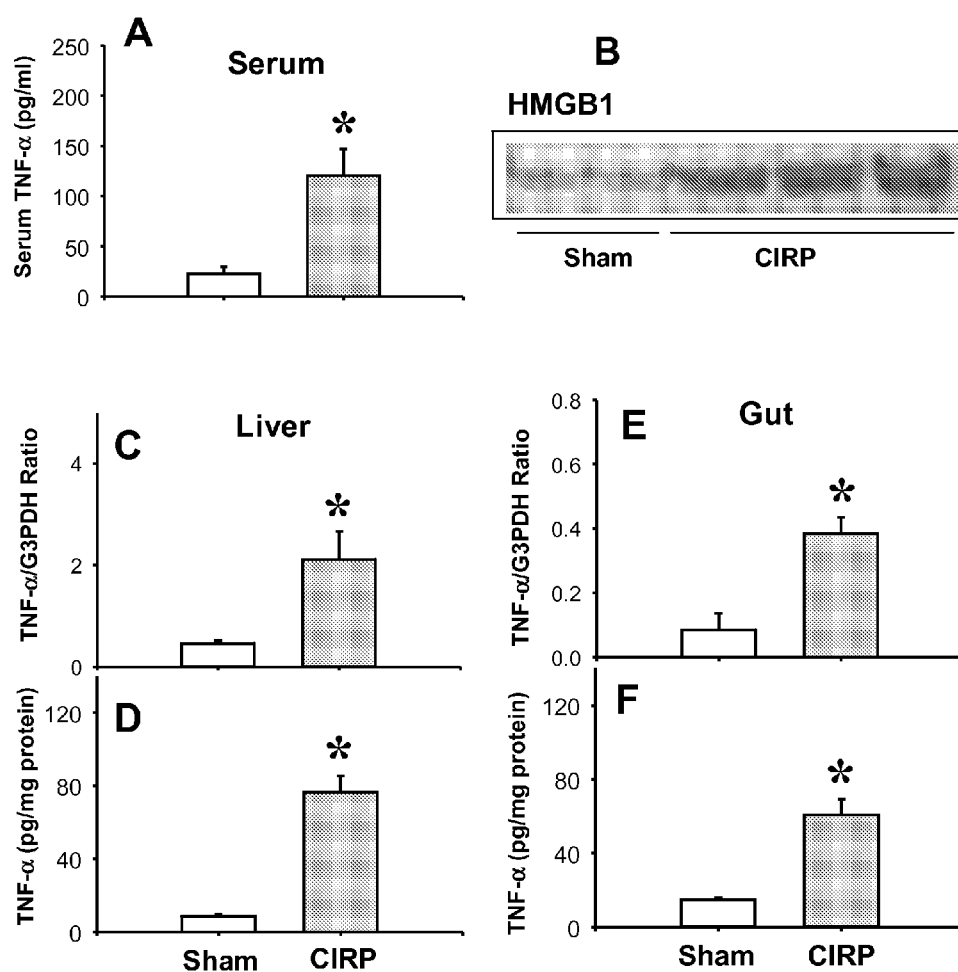 A
Serum
Serum TNF-α (pg/ml)
250
200
150
100
50
0
*
B
HMGB1
Sham CIRP
C
Liver
TNF-α/G3PDH Ratio
4
2
0
*
D
TNF-α (pg/mg protein)
120
80
40
0
*
Sham CIRP
E
Gut
TNF-α/G3PDH Ratio
0.8
0.6
0.4
0.2
0.0
*
F
TNF-α (pg/mg protein)
120
80
40
0
*
Sham CIRP